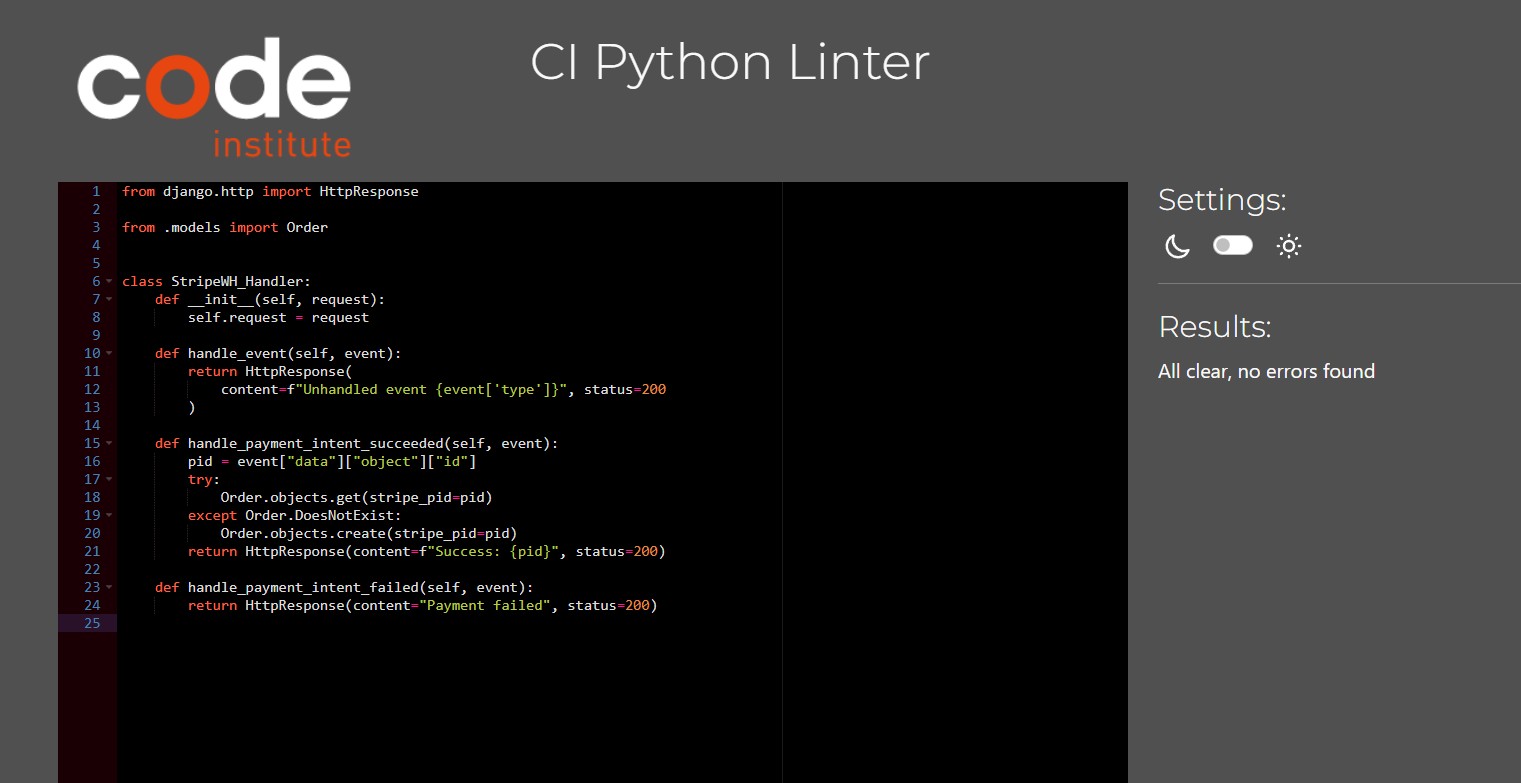 code
institute
CI Python Linter
1 from django.http import HttpResponse
2
3 from .models import Order
4
5
6 class StripeWH_Handler:
7     def __init__(self, request):
8         self.request = request
9
10     def handle_event(self, event):
11         return HttpResponse(
12             content=f"Unhandled event {event['type']}", status=200
13         )
14
15     def handle_payment_intent_succeeded(self, event):
16         pid = event["data"]["object"]["id"]
17         try:
18             Order.objects.get(stripe_pid=pid)
19         except Order.DoesNotExist:
20             Order.objects.create(stripe_pid=pid)
21         return HttpResponse(content=f"Success: {pid}", status=200)
22
23     def handle_payment_intent_failed(self, event):
24         return HttpResponse(content="Payment failed", status=200)
25
Settings:
Results:
All clear, no errors found